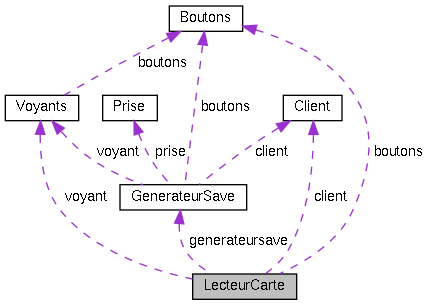 Boutons
boutons
Voyants
Prise
Client
boutons
voyant
prise
client
boutons
voyant
GenerateurSave
client
generateursave
LecteurCarte